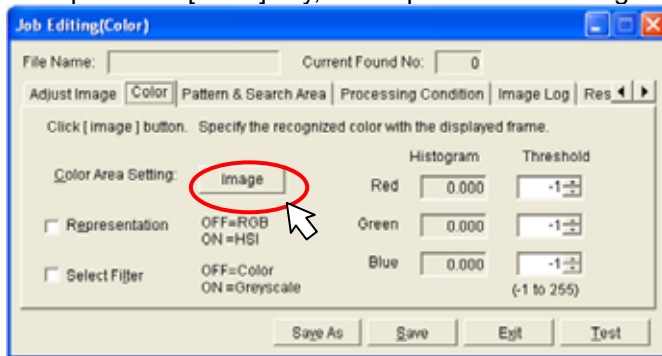 Job Editing(Color)
File Name: Current Found No: 0
Adjust Image Color Pattern & Search Area Processing Condition Image Log Res
Click [ image ] button. Specify the recognized color with the displayed frame.
Histogram Threshold
Color Area Setting: Image Red 0.000 -1
Representation OFF=RGB ON =HSI Green 0.000 -1
Select Filter OFF=Color ON =Greyscale Blue 0.000 -1
(-1 to 255)
Save As Save Exit Test